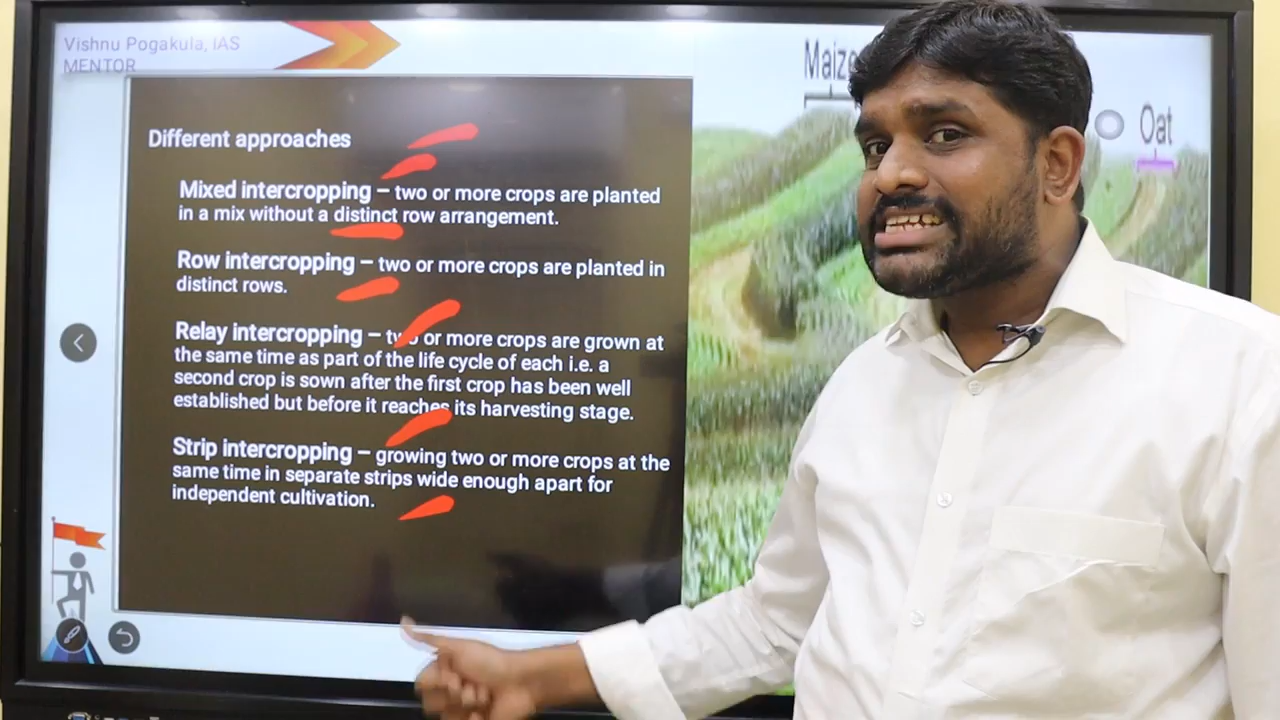 Vishnu Pogakula, IAS
MENTOR
Different approaches
Mixed intercropping – two or more crops are planted
in a mix without a distinct row arrangement.
Row intercropping – two or more crops are planted in
distinct rows.
Relay intercropping – two or more crops are grown at
the same time as part of the life cycle of each i.e. a
second crop is sown after the first crop has been well
established but before it reaches its harvesting stage.
Strip intercropping – growing two or more crops at the
same time in separate strips wide enough apart for
independent cultivation.
Maize
Oat